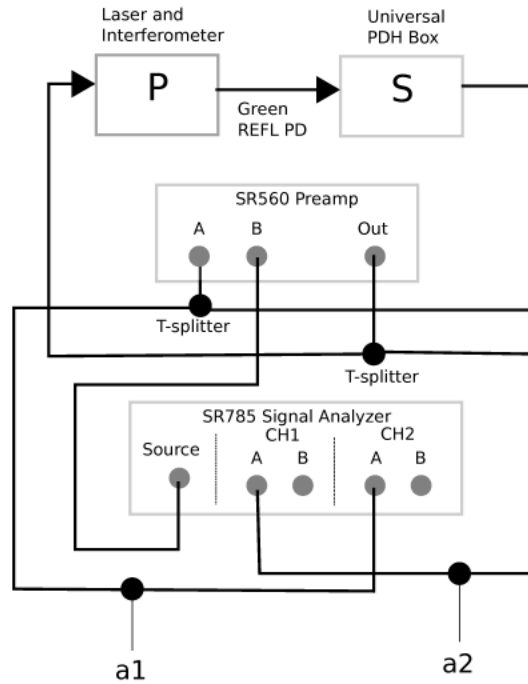 Laser and
Interferometer
Universal
PDH Box
P
S
Green
REFL PD
SR560 Preamp
A
B
Out
T-splitter
T-splitter
SR785 Signal Analyzer
CH1
CH2
Source
A
B
A
B
a1
a2